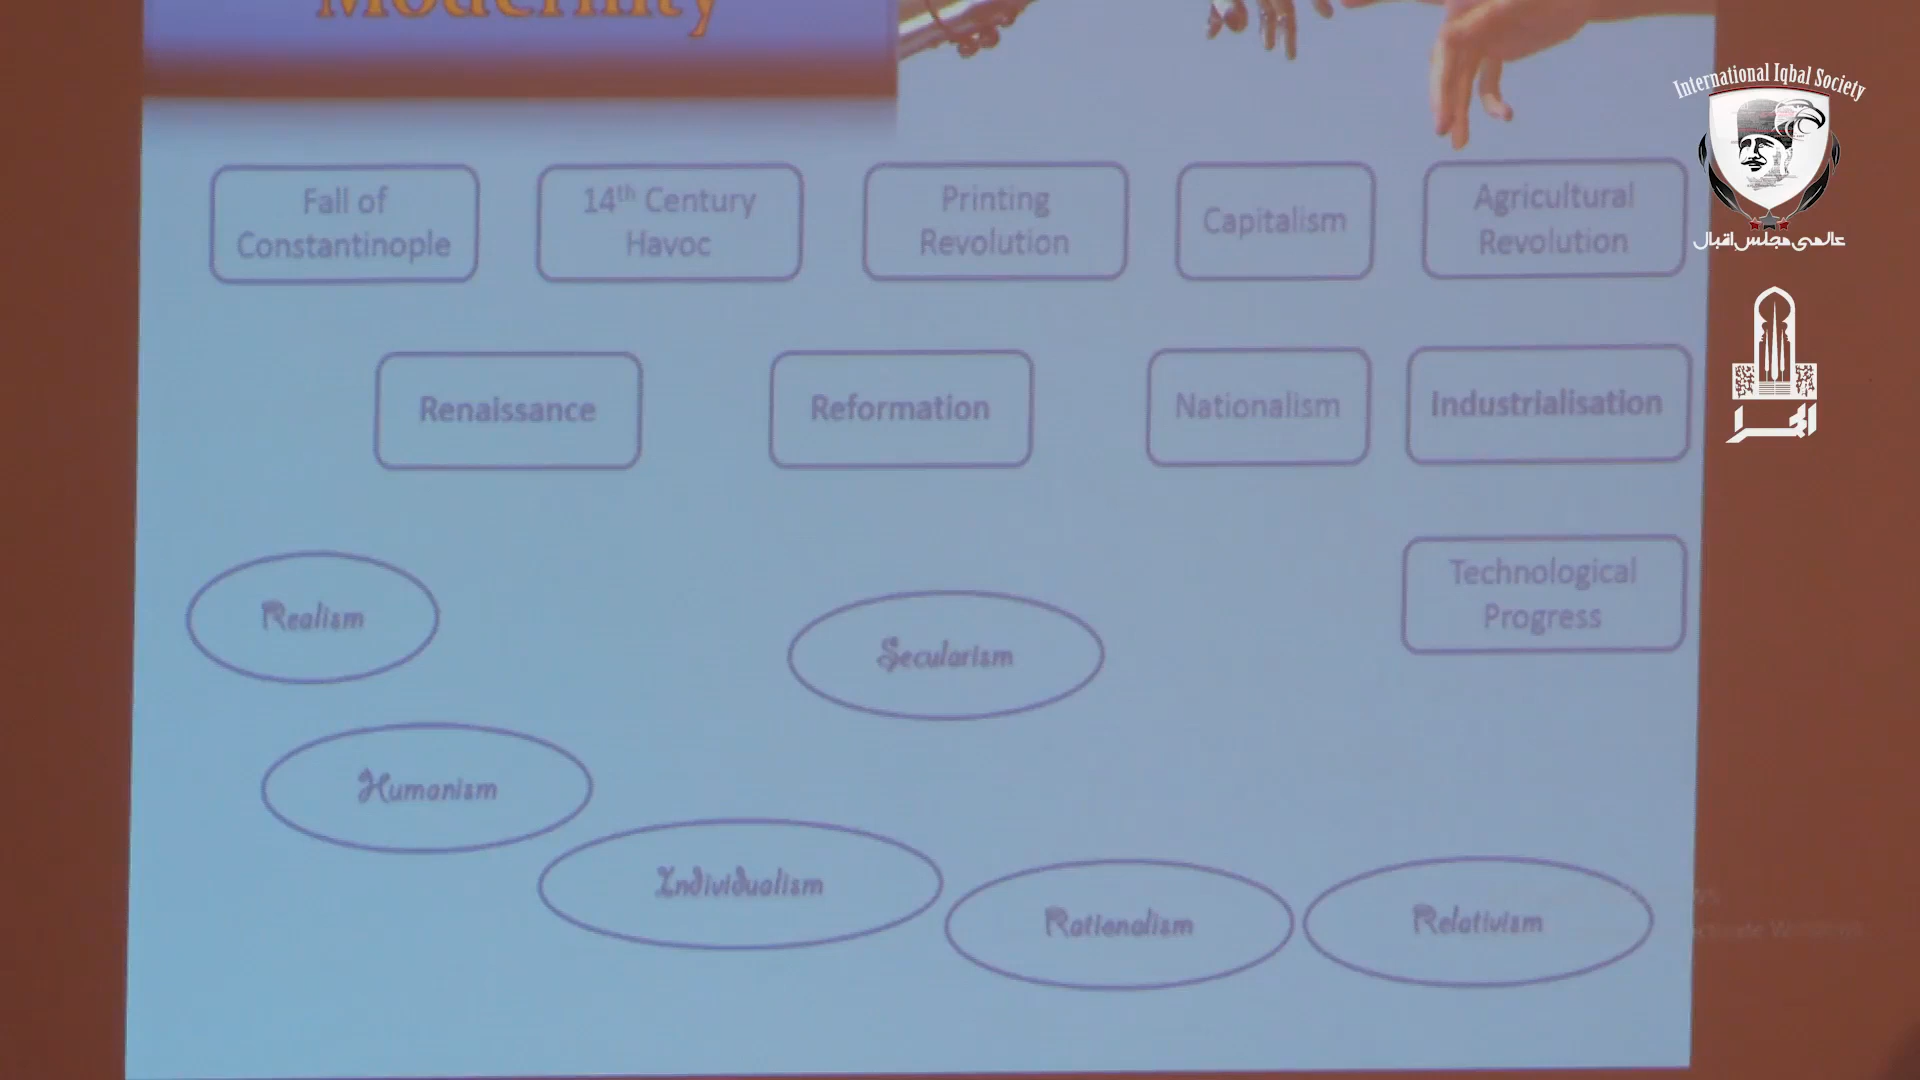 Modernity
International Iqbal Society
عالمی مجلس اقبال
Fall of
Constantinople
14th Century
Havoc
Printing
Revolution
Capitalism
Agricultural
Revolution
Renaissance
Reformation
Nationalism
Industrialisation
Technological
Progress
Realism
Secularism
Humanism
Individualism
Rationalism
Relativism